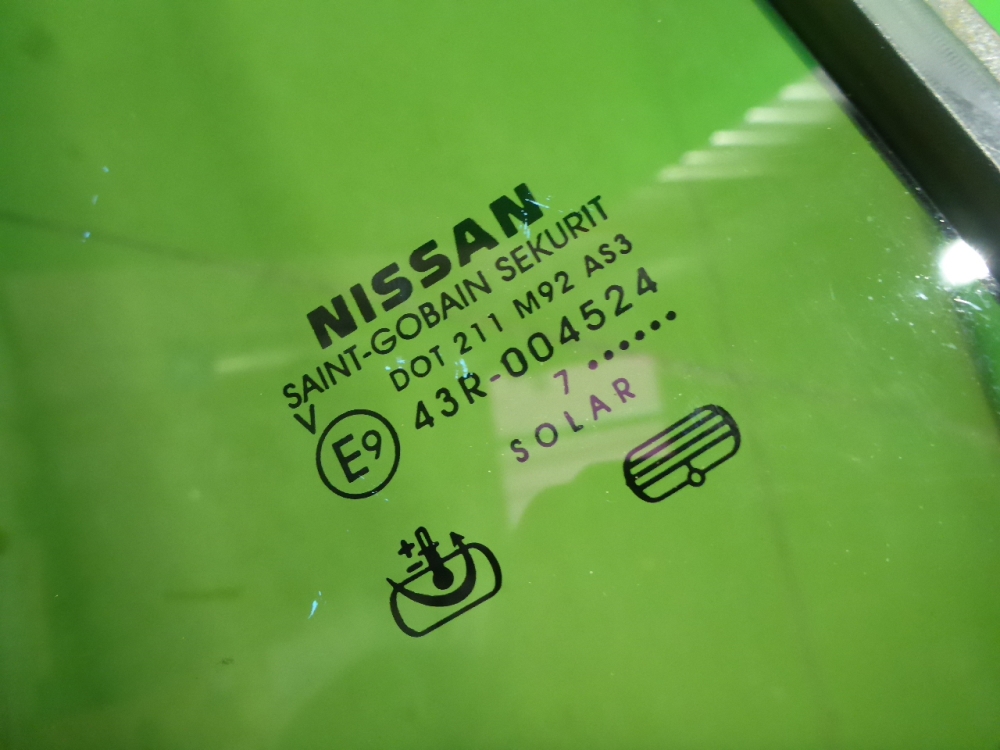 NISSAN
SAINT-GOBAIN SEKURIT
DOT 211 M92 AS3
V E9 43R-004524
7 ••••••
SOLAR